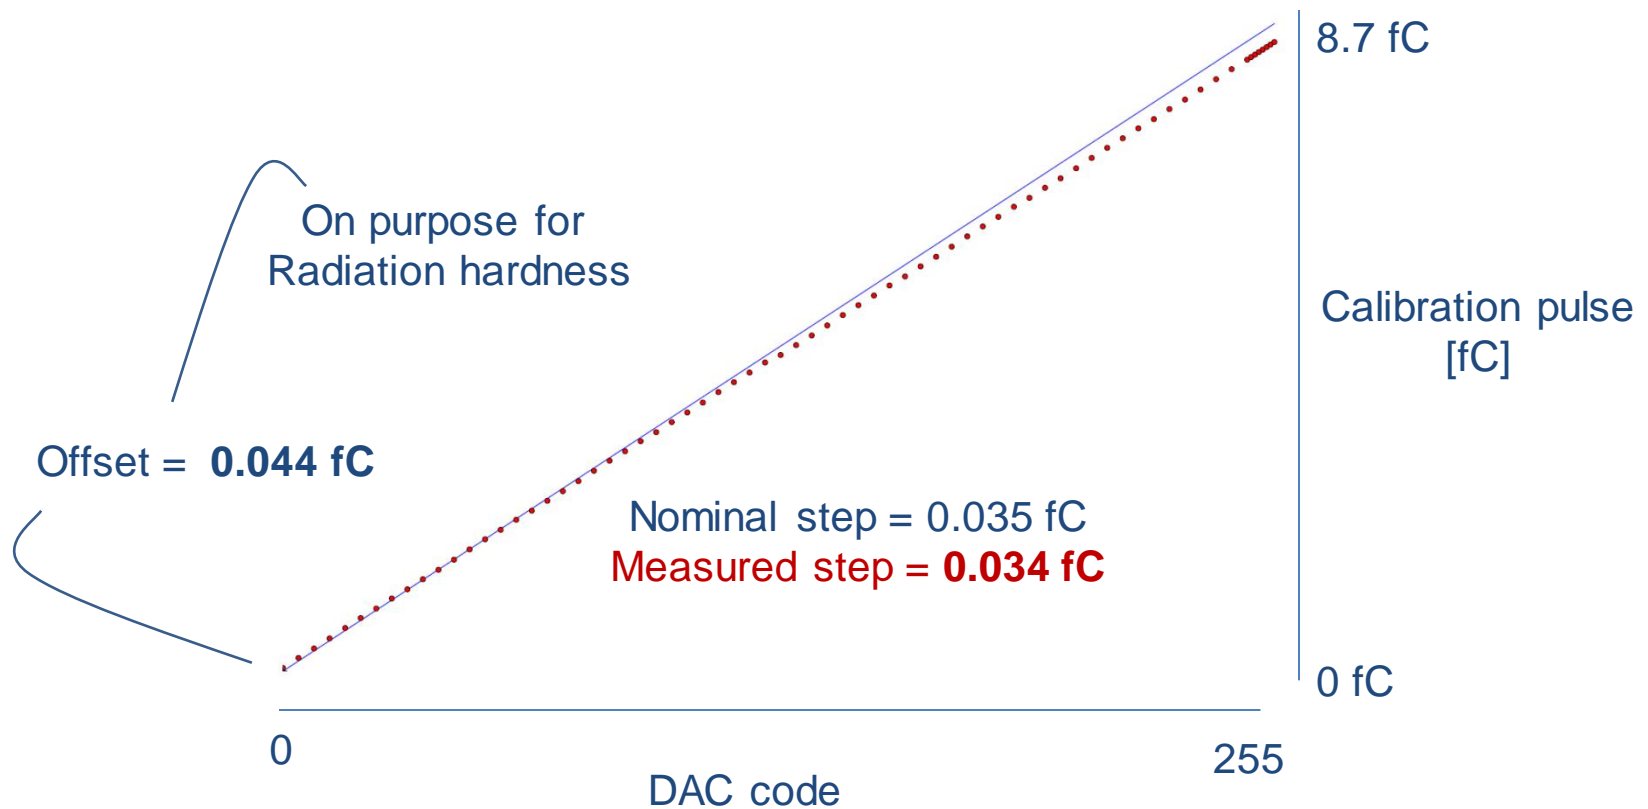 8.7 fC
On purpose for
Radiation hardness
Calibration pulse
[fC]
Offset = 0.044 fC
Nominal step = 0.035 fC
Measured step = 0.034 fC
0 fC
0
255
DAC code